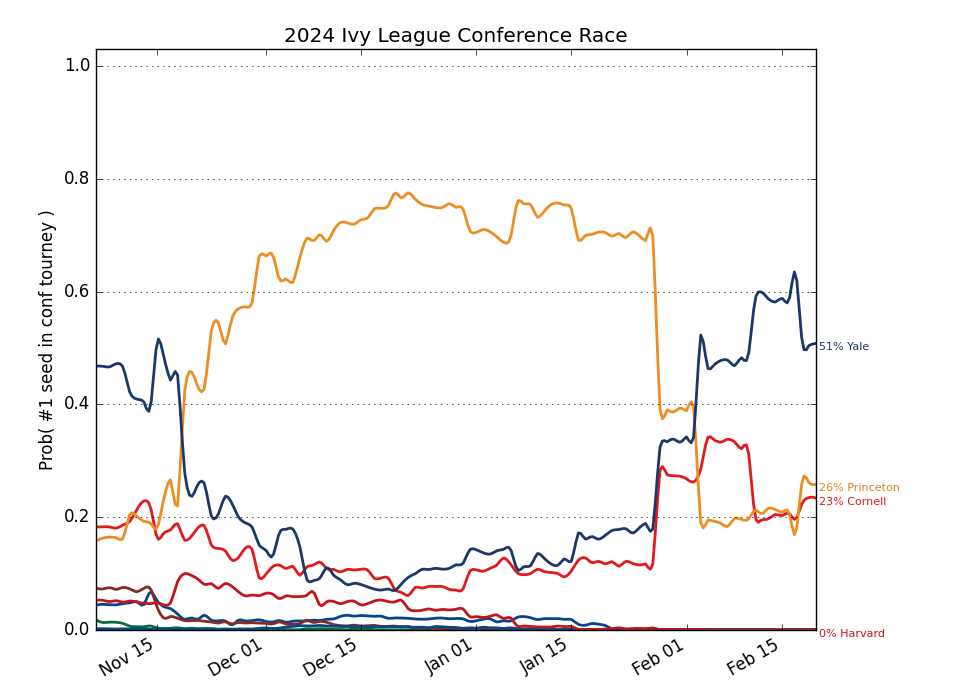 2024 Ivy League Conference Race
Prob( #1 seed in conf tourney )
1.0
0.8
0.6
0.4
0.2
0.0
51% Yale
26% Princeton
23% Cornell
0% Harvard
Nov 15
Dec 01
Dec 15
Jan 01
Jan 15
Feb 01
Feb 15